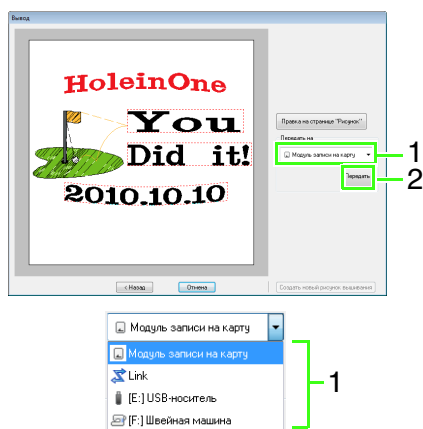 Вывод
HoleinOne
You
Did it!
2010.10.10
Правка на странице "Рисунок"
Передать на
Модуль записи на карту
1
Передать
2
< Назад
Отмена
Создать новый рисунок вышивания
Модуль записи на карту
Модуль записи на карту
Link
[E:] USB-носитель
[F:] Швейная машина
1